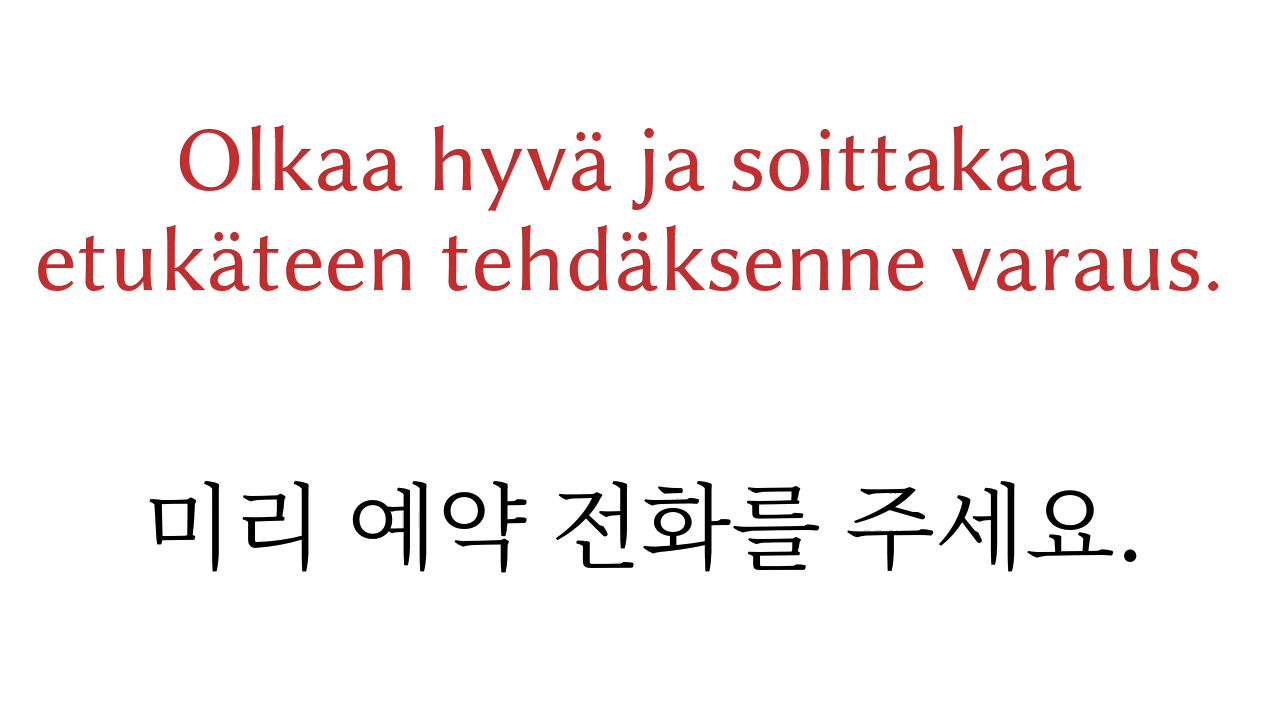 Olkaa hyvä ja soittakaa
etukäteen tehdäksenne varaus.
미리 예약 전화를 주세요.